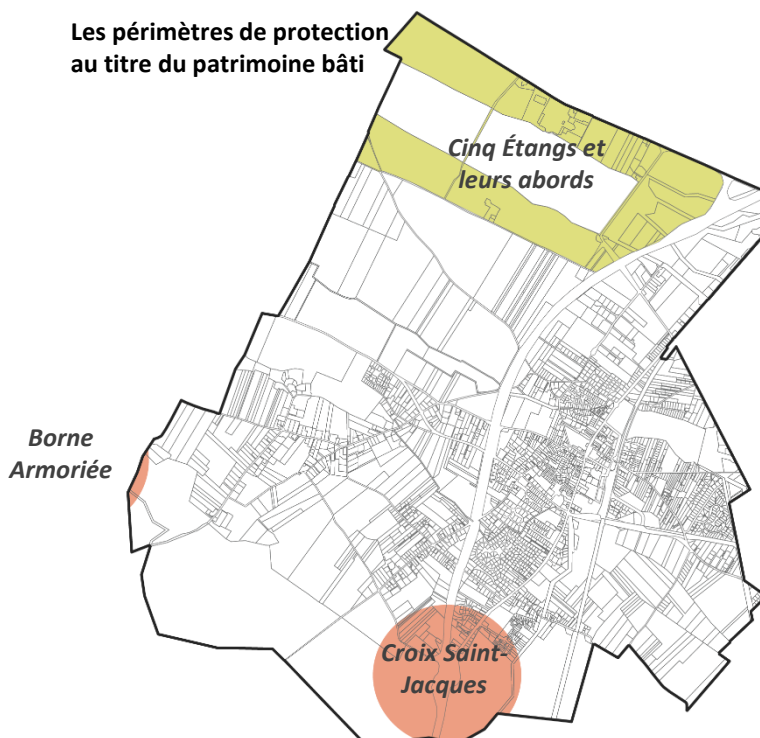 Les périmètres de protection
au titre du patrimoine bâti
Cinq Étangs et
leurs abords
Borne
Armoriée
Croix Saint-
Jacques